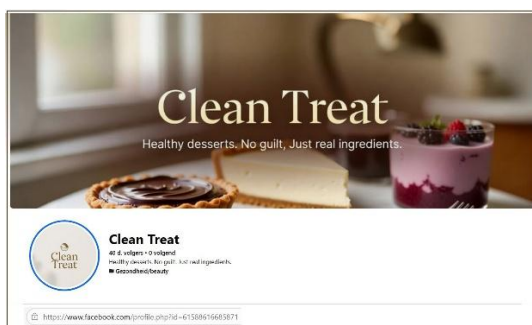 Clean Treat
Healthy desserts. No guilt, Just real ingredients.
Clean
Treat
Clean Treat
40 d. volgers • 0 volgend
Healthy desserts. No guilt. Just real ingredients.
Gezondheid/beauty
https://www.facebook.com/profile.php?id=61588616685871